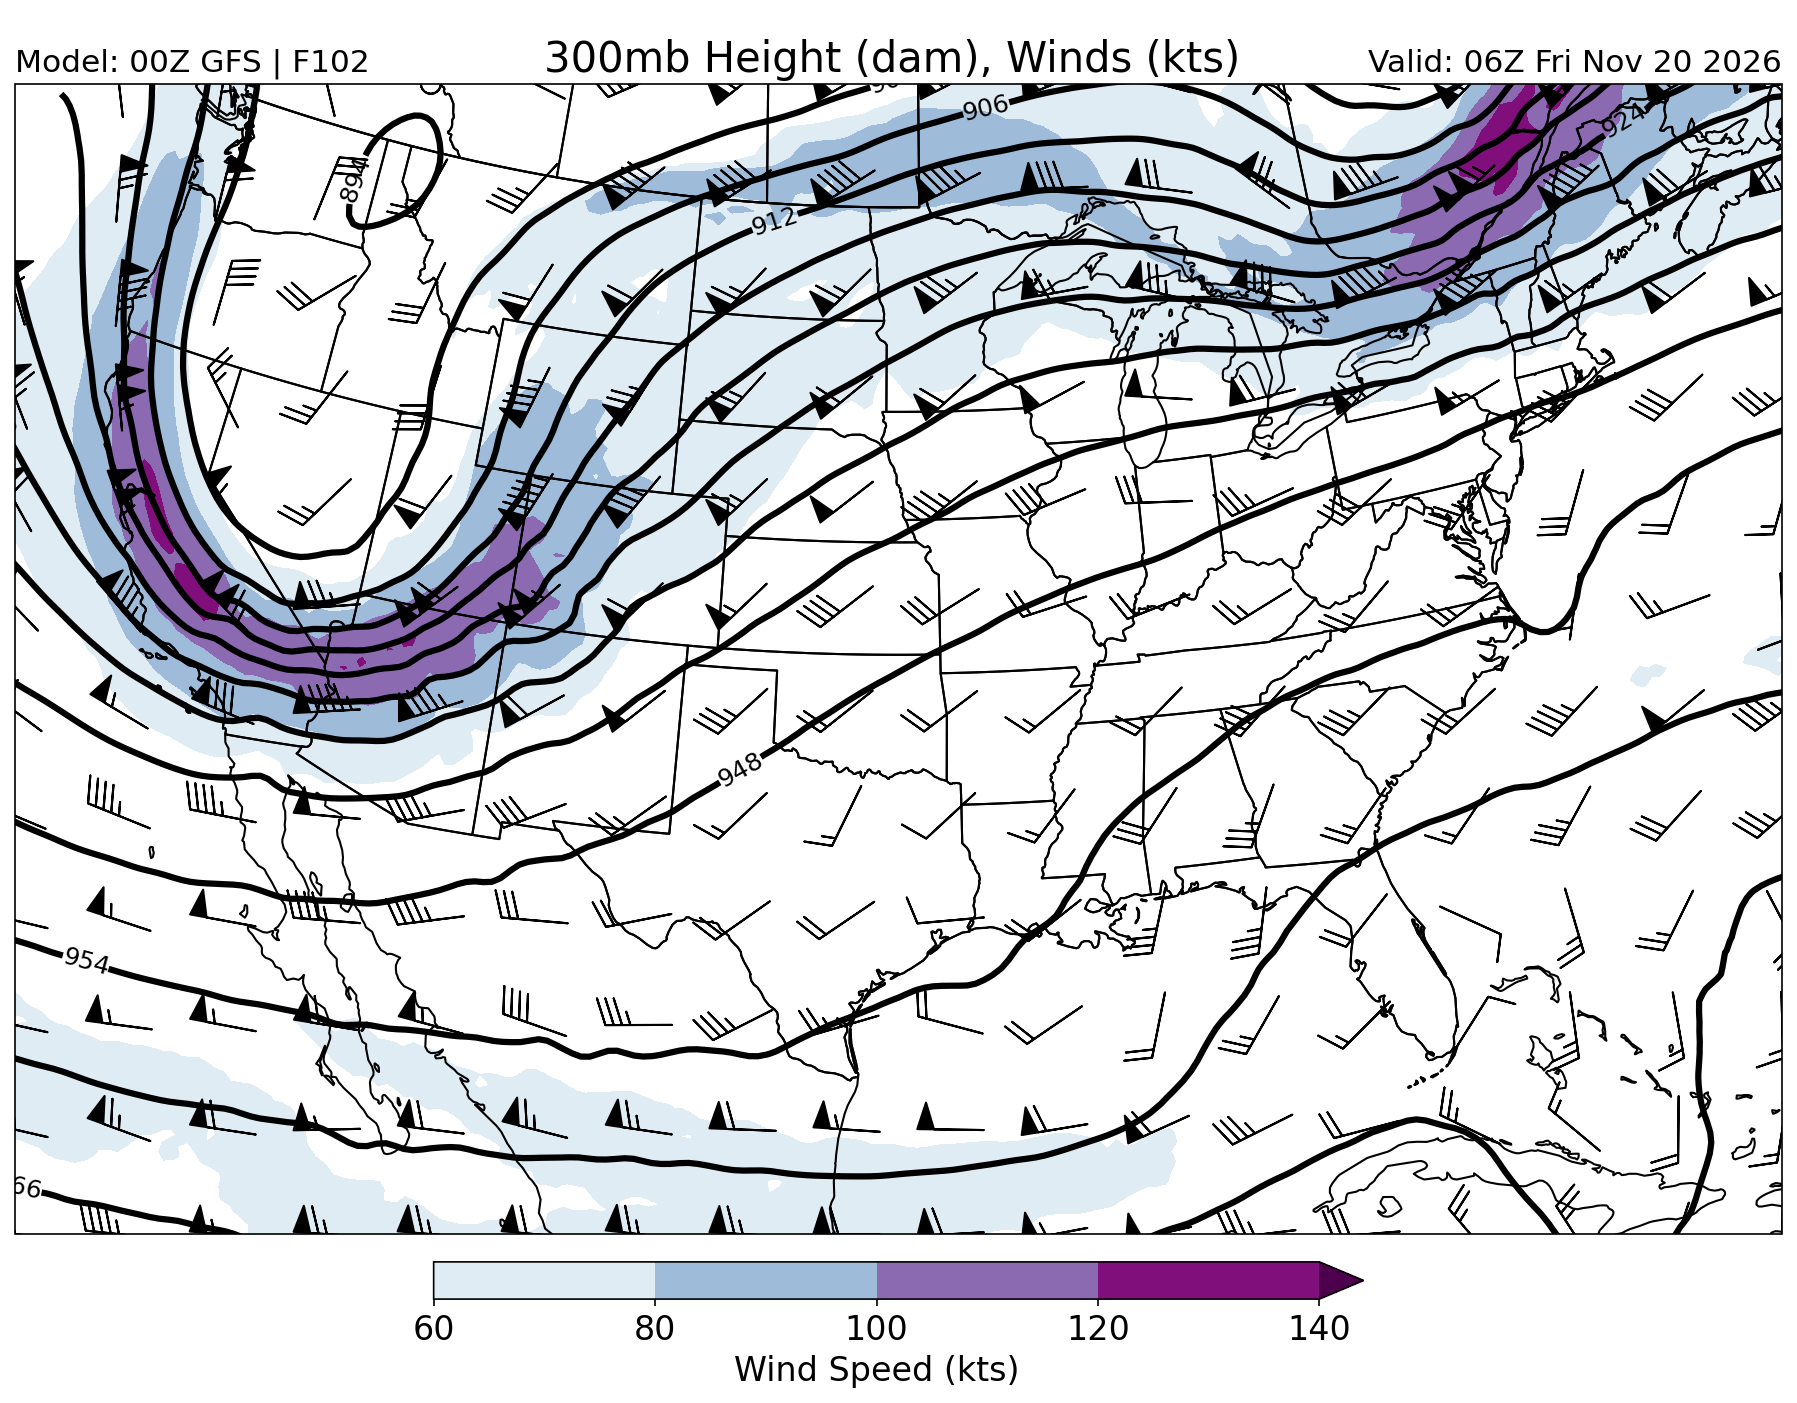 Model: 00Z GFS | F102
300mb Height (dam), Winds (kts)
Valid: 06Z Fri Nov 20 2026
906
924
894
912
948
954
66
60 80 100 120 140
Wind Speed (kts)